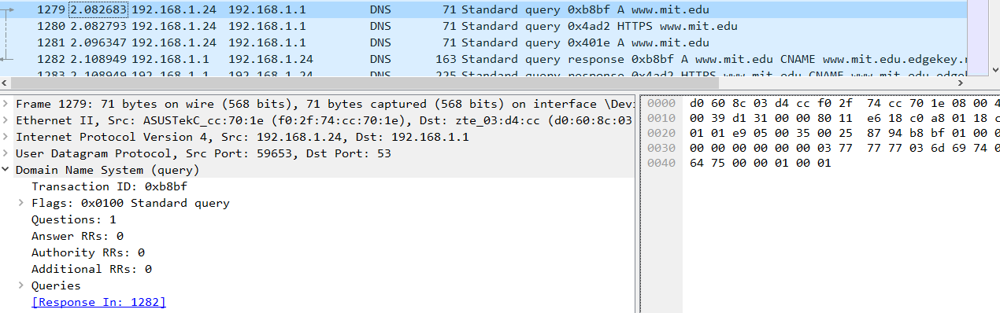 1279 2.082683 192.168.1.24 192.168.1.1 DNS 71 Standard query 0xb8bf A www.mit.edu
1280 2.082793 192.168.1.24 192.168.1.1 DNS 71 Standard query 0x4ad2 HTTPS www.mit.edu
1281 2.096347 192.168.1.24 192.168.1.1 DNS 71 Standard query 0x401e A www.mit.edu
1282 2.108949 192.168.1.1 192.168.1.24 DNS 163 Standard query response 0xb8bf A www.mit.edu CNAME www.mit.edu.edgekey.
1283 2.108949 192.168.1.1 192.168.1.24 DNS 225 Standard query response 0x4ad2 HTTPS www.mit.edu CNAME www.mit.edu
Frame 1279: 71 bytes on wire (568 bits), 71 bytes captured (568 bits) on interface \Devi
Ethernet II, Src: ASUSTekC_cc:70:1e (f0:2f:74:cc:70:1e), Dst: zte_03:d4:cc (d0:60:8c:03
Internet Protocol Version 4, Src: 192.168.1.24, Dst: 192.168.1.1
User Datagram Protocol, Src Port: 59653, Dst Port: 53
Domain Name System (query)
Transaction ID: 0xb8bf
Flags: 0x0100 Standard query
Questions: 1
Answer RRs: 0
Authority RRs: 0
Additional RRs: 0
Queries
[Response In: 1282]
0000 d0 60 8c 03 d4 cc f0 2f 74 cc 70 1e 08 00 4
0010 00 39 d1 31 00 00 80 11 e6 18 c0 a8 01 18 c
0020 01 01 e9 05 00 35 00 25 87 94 b8 bf 01 00 0
0030 00 00 00 00 00 00 03 77 77 77 03 6d 69 74 0
0040 64 75 00 00 01 00 01